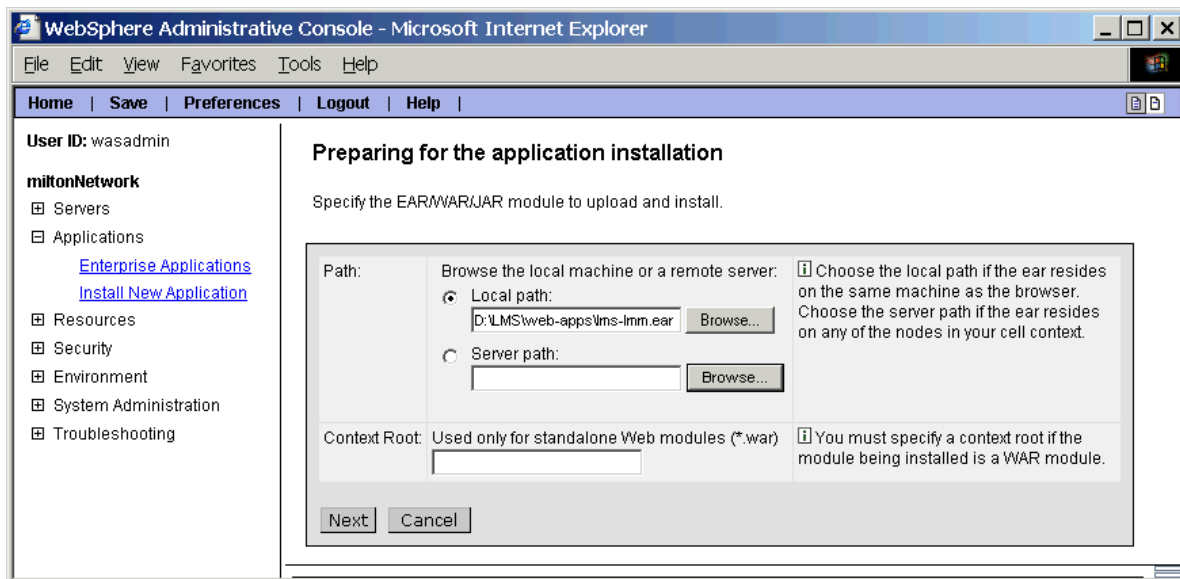 WebSphere Administrative Console - Microsoft Internet Explorer
File Edit View Favorites Tools Help
Home | Save | Preferences | Logout | Help |
User ID: wasadmin
miltonNetwork
Servers
Applications
Enterprise Applications
Install New Application
Resources
Security
Environment
System Administration
Troubleshooting
Preparing for the application installation
Specify the EAR/WAR/JAR module to upload and install.
Path:
Browse the local machine or a remote server:
Local path:
D:\LMS\web-apps\lms-lmm.ear Browse...
Server path:
Browse...
Choose the local path if the ear resides
on the same machine as the browser.
Choose the server path if the ear resides
on any of the nodes in your cell context.
Context Root:
Used only for standalone Web modules (*.war)
You must specify a context root if the
module being installed is a WAR module.
Next Cancel